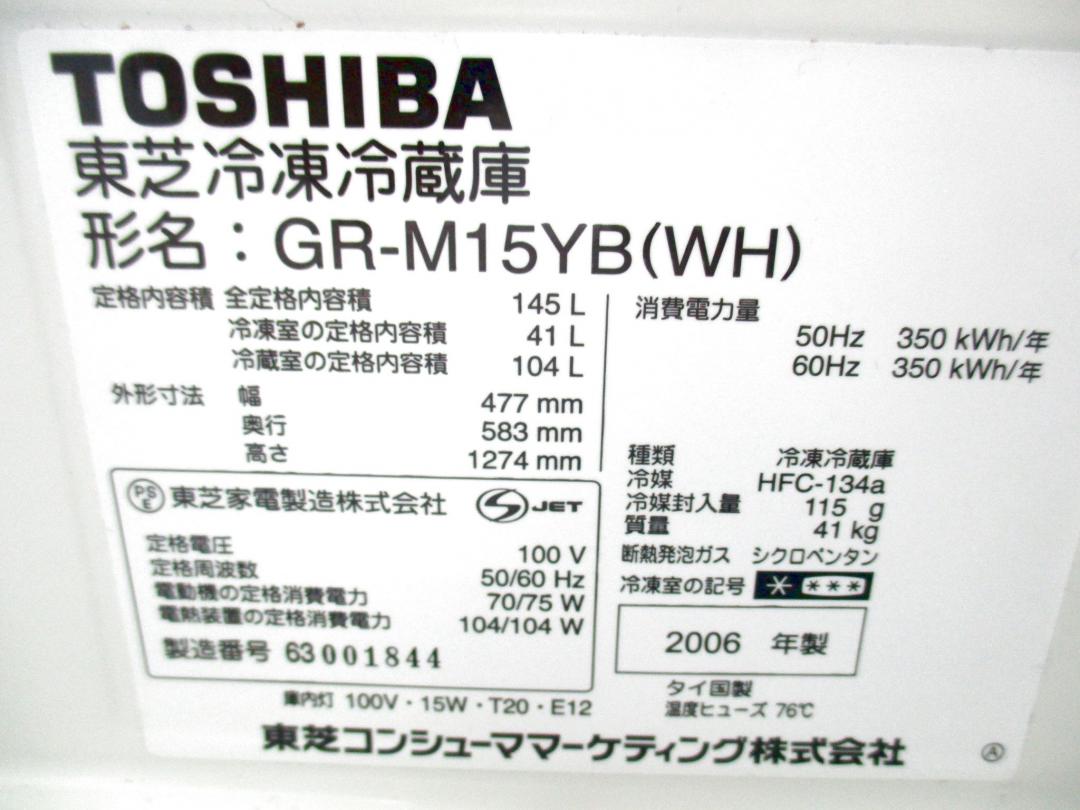 TOSHIBA
東芝冷凍冷蔵庫
形名：GR-M15YB(WH)
定格内容積 全定格内容積 145 L
冷凍室の定格内容積 41 L
冷蔵室の定格内容積 104 L
外形寸法 幅 477 mm
奥行 583 mm
高さ 1274 mm
消費電力量
50Hz 350 kWh/年
60Hz 350 kWh/年
種類 冷凍冷蔵庫
冷媒 HFC-134a
冷媒封入量 115 g
質量 41 kg
断熱発泡ガス シクロペンタン
冷凍室の記号 * ***
PSE 東芝家電製造株式会社 JET
定格電圧 100 V
定格周波数 50/60 Hz
電動機の定格消費電力 70/75 W
電熱装置の定格消費電力 104/104 W
製造番号 63001844
2006 年製
タイ国製
温度ヒューズ 76℃
庫内灯 100V・15W・T20・E12
東芝コンシューママーケティング株式会社 Ⓐ